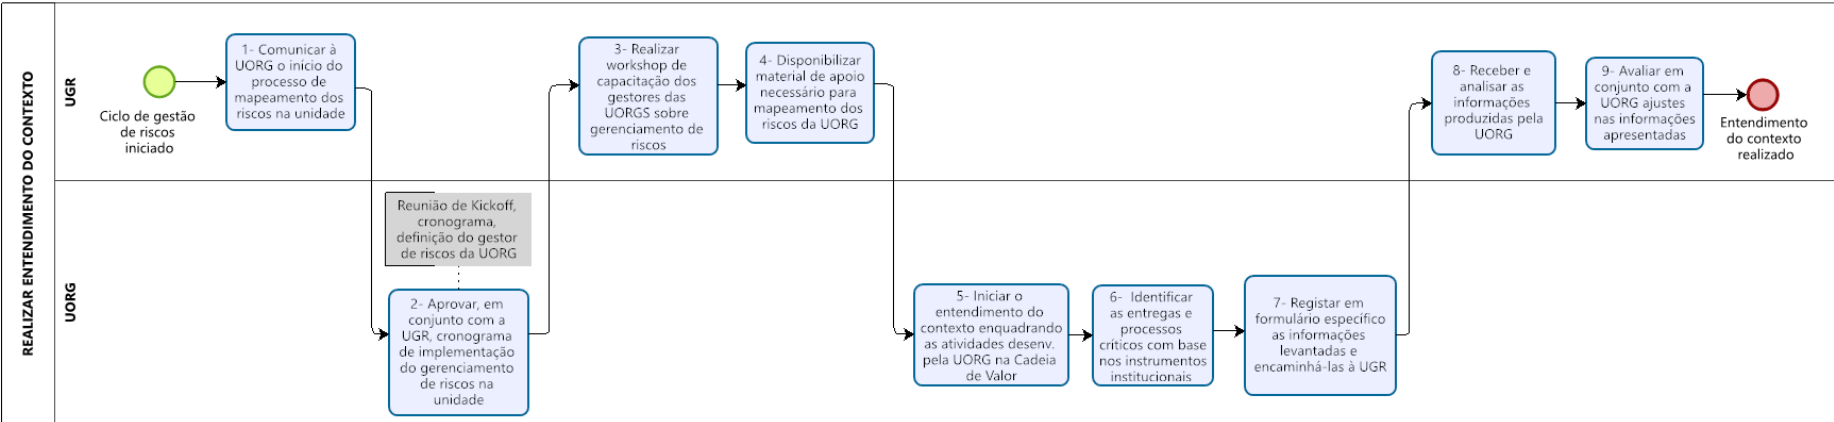 REALIZAR ENTENDIMENTO DO CONTEXTO
UGR
Ciclo de gestão
de riscos
iniciado
1- Comunicar à
UORG o início do
processo de
mapeamento dos
riscos na unidade
3- Realizar
workshop de
capacitação dos
gestores das
UORGS sobre
gerenciamento de
riscos
4- Disponibilizar
material de apoio
necessário para
mapeamento dos
riscos da UORG
8- Receber e
analisar as
informações
produzidas pela
UORG
9- Avaliar em
conjunto com a
UORG ajustes
nas informações
apresentadas
Entendimento
do contexto
realizado
UORG
Reunião de Kickoff,
cronograma,
definição do gestor
de riscos da UORG
2- Aprovar, em
conjunto com a
UGR, cronograma
de implementação
do gerenciamento
de riscos na
unidade
5- Iniciar o
entendimento do
contexto enquadrando
as atividades desenv.
pela UORG na Cadeia
de Valor
6- Identificar
as entregas e
processos
críticos com base
nos instrumentos
institucionais
7- Registar em
formulário específico
as informações
levantadas e
encaminhá-las à UGR